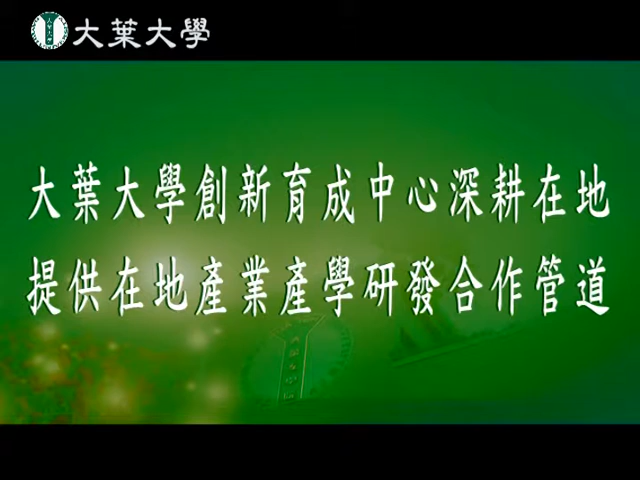 大葉大學
大葉大學創新育成中心深耕在地
提供在地產業產學研發合作管道